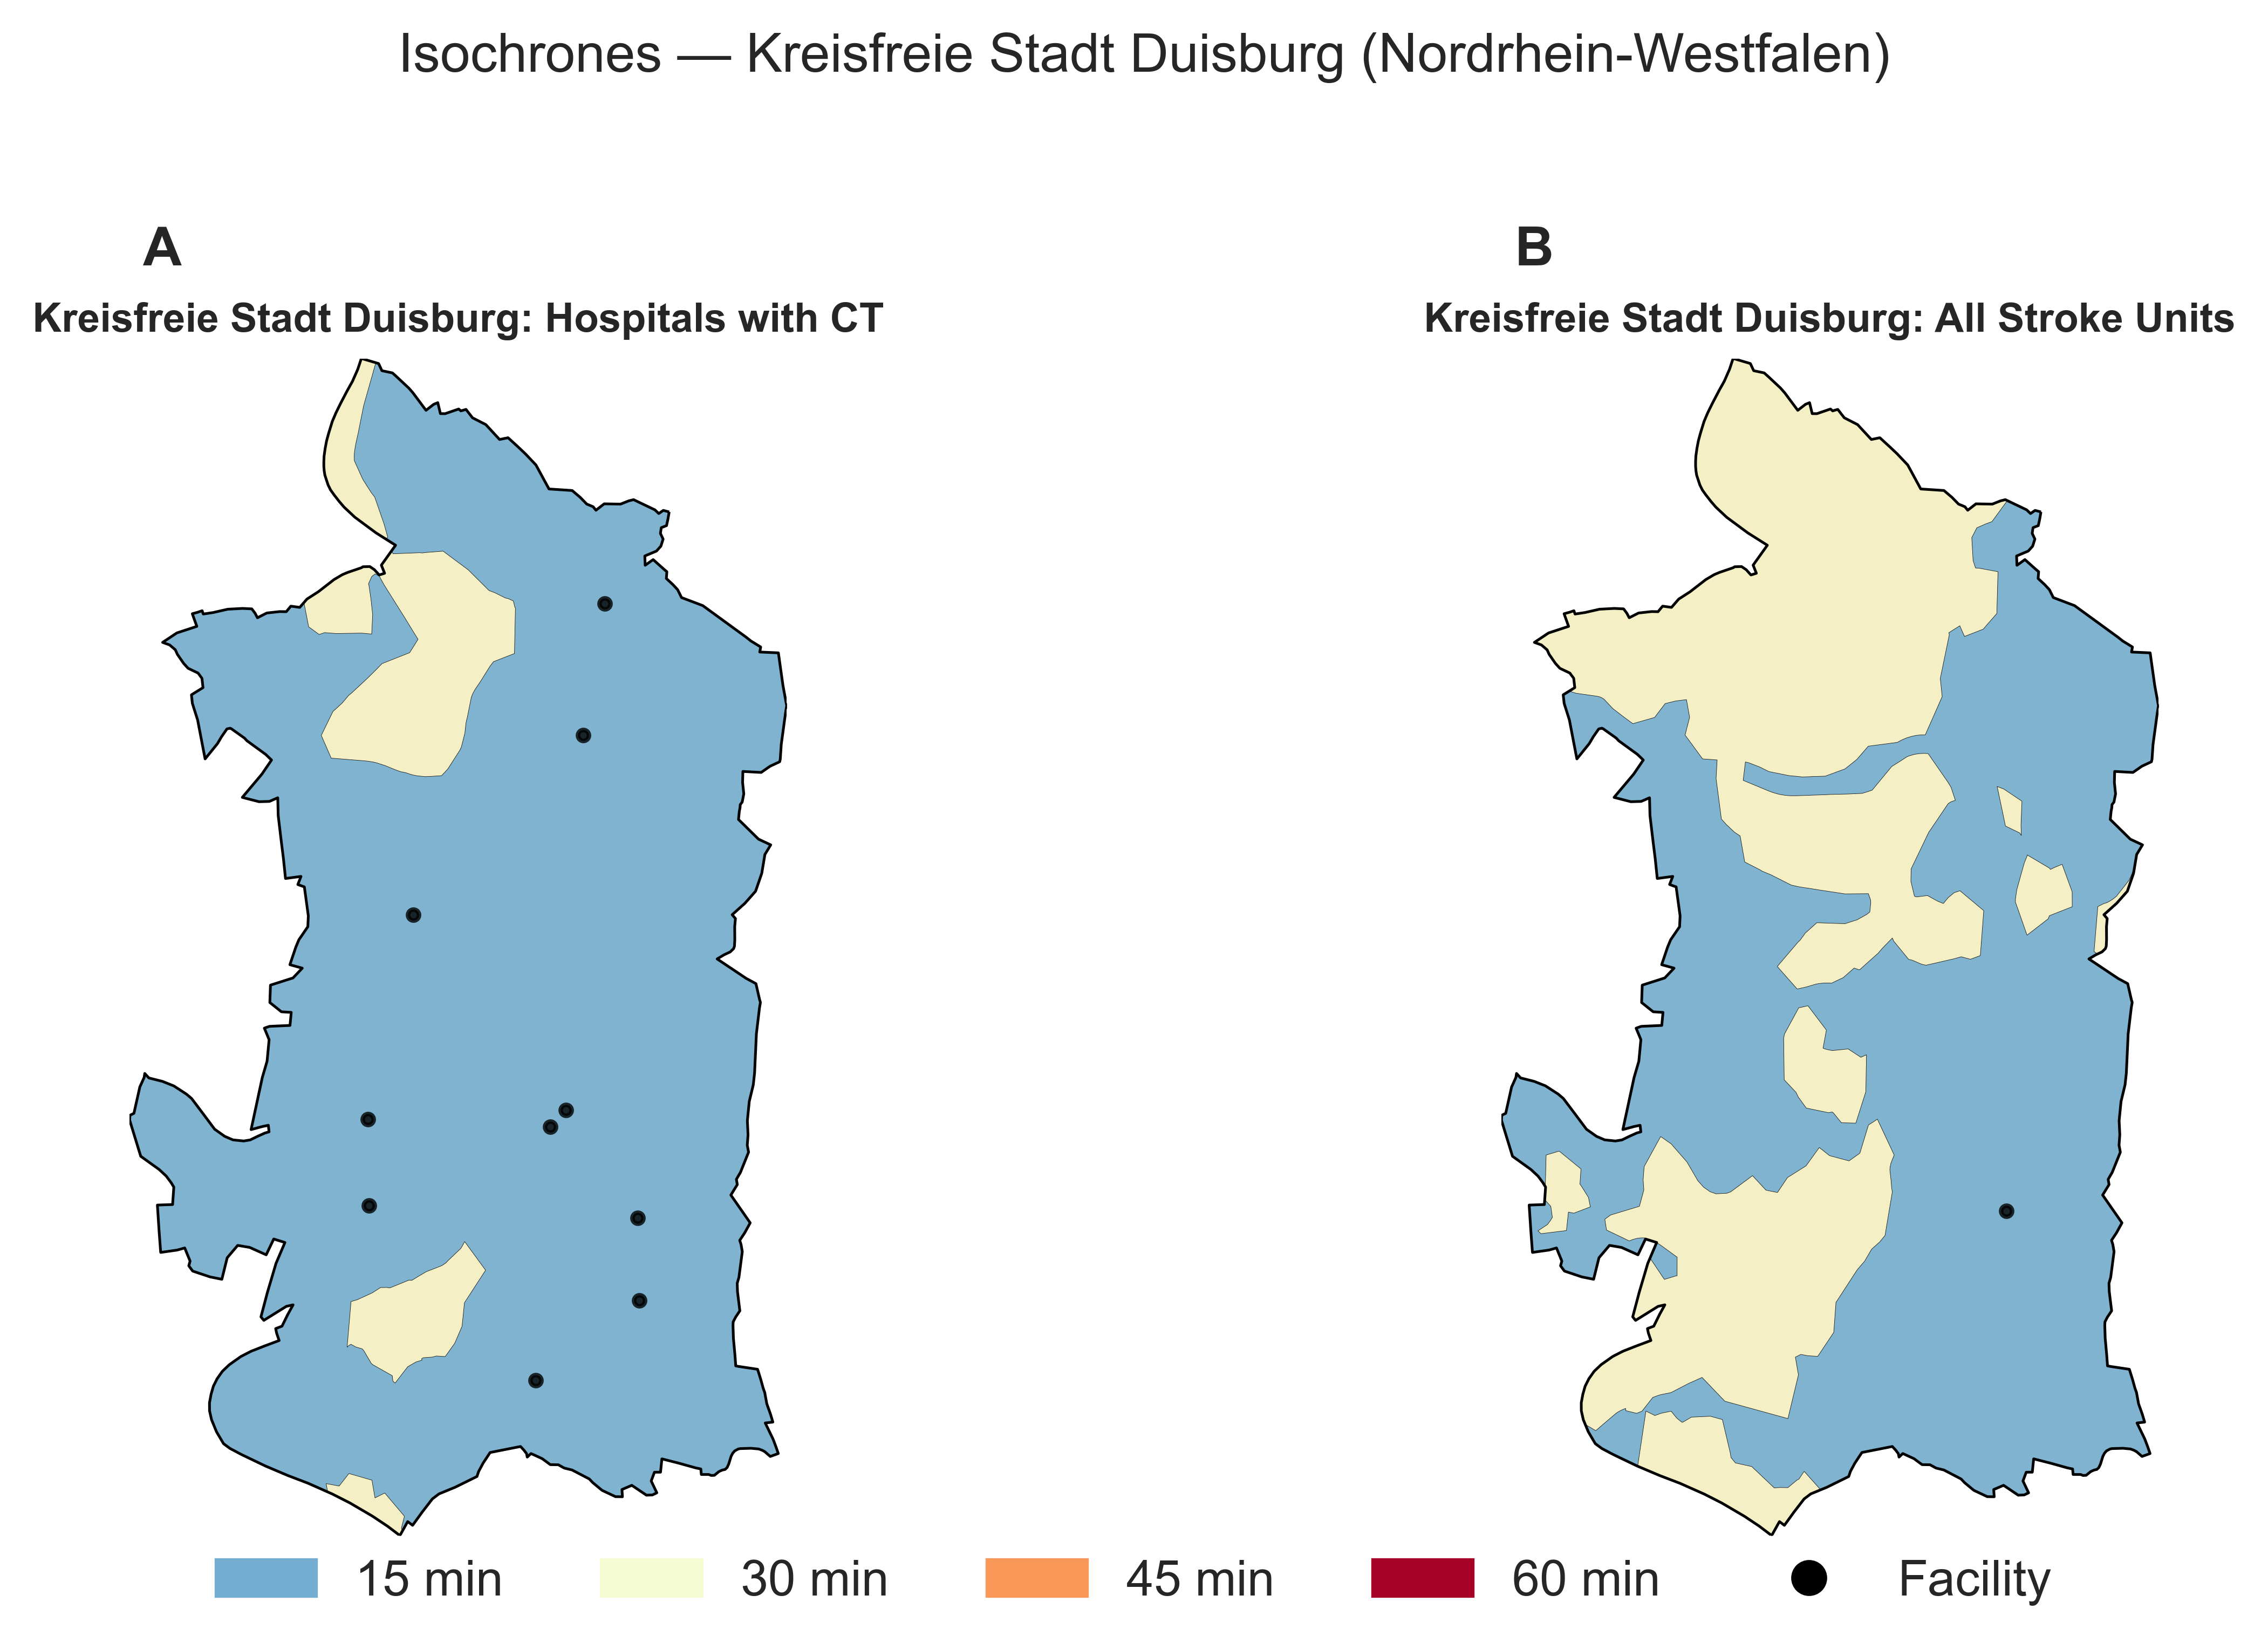 Isochrones — Kreisfreie Stadt Duisburg (Nordrhein-Westfalen)
A
Kreisfreie Stadt Duisburg: Hospitals with CT
B
Kreisfreie Stadt Duisburg: All Stroke Units
15 min
30 min
45 min
60 min
Facility